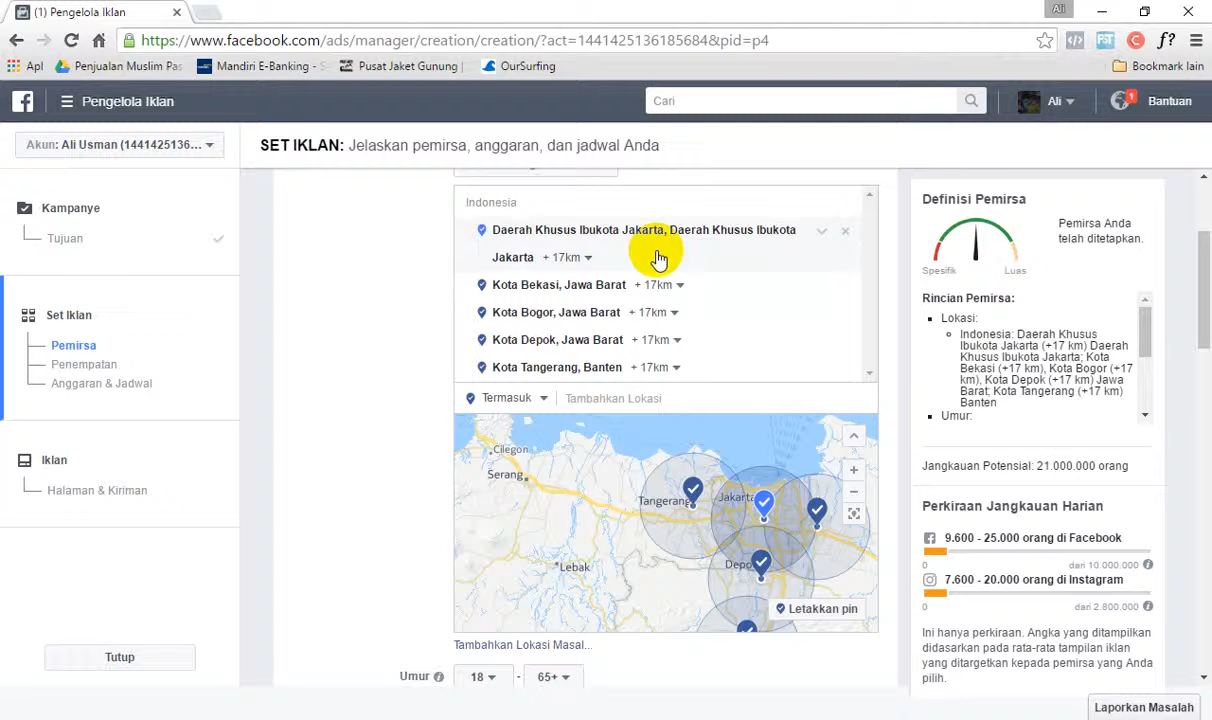 (1) Pengelola Iklan
Ali
https://www.facebook.com/ads/manager/creation/creation/?act=1441425136185684&pid=p4
Apl
Penjualan Muslim Pas
Mandiri E-Banking - S
Pusat Jaket Gunung |
OurSurfing
Bookmark lain
Pengelola Iklan
Cari
Ali
1
Bantuan
Akun: Ali Usman (1441425136...
SET IKLAN: Jelaskan pemirsa, anggaran, dan jadwal Anda
Kampanye
Tujuan
Set Iklan
Pemirsa
Penempatan
Anggaran & Jadwal
Iklan
Halaman & Kiriman
Tutup
Indonesia
Daerah Khusus Ibukota Jakarta, Daerah Khusus Ibukota
Jakarta + 17km
Kota Bekasi, Jawa Barat + 17km
Kota Bogor, Jawa Barat + 17km
Kota Depok, Jawa Barat + 17km
Kota Tangerang, Banten + 17km
Termasuk
Tambahkan Lokasi
Cilegon
Serang
Tangerang
Jakarta
Lebak
Depo
Letakkan pin
Tambahkan Lokasi Masal...
Umur
18 - 65+
Definisi Pemirsa
Spesifik
Luas
Pemirsa Anda
telah ditetapkan.
Rincian Pemirsa:
Lokasi:
Indonesia: Daerah Khusus
Ibukota Jakarta (+17 km) Daerah
Khusus Ibukota Jakarta; Kota
Bekasi (+17 km), Kota Bogor (+17
km), Kota Depok (+17 km) Jawa
Barat; Kota Tangerang (+17 km)
Banten
Umur:
Jangkauan Potensial: 21.000.000 orang
Perkiraan Jangkauan Harian
9.600 - 25.000 orang di Facebook
0
dari 10.000.000
7.600 - 20.000 orang di Instagram
0
dari 2.800.000
Ini hanya perkiraan. Angka yang ditampilkan
didasarkan pada rata-rata tampilan iklan
yang ditargetkan kepada pemirsa yang Anda
pilih.
Laporkan Masalah